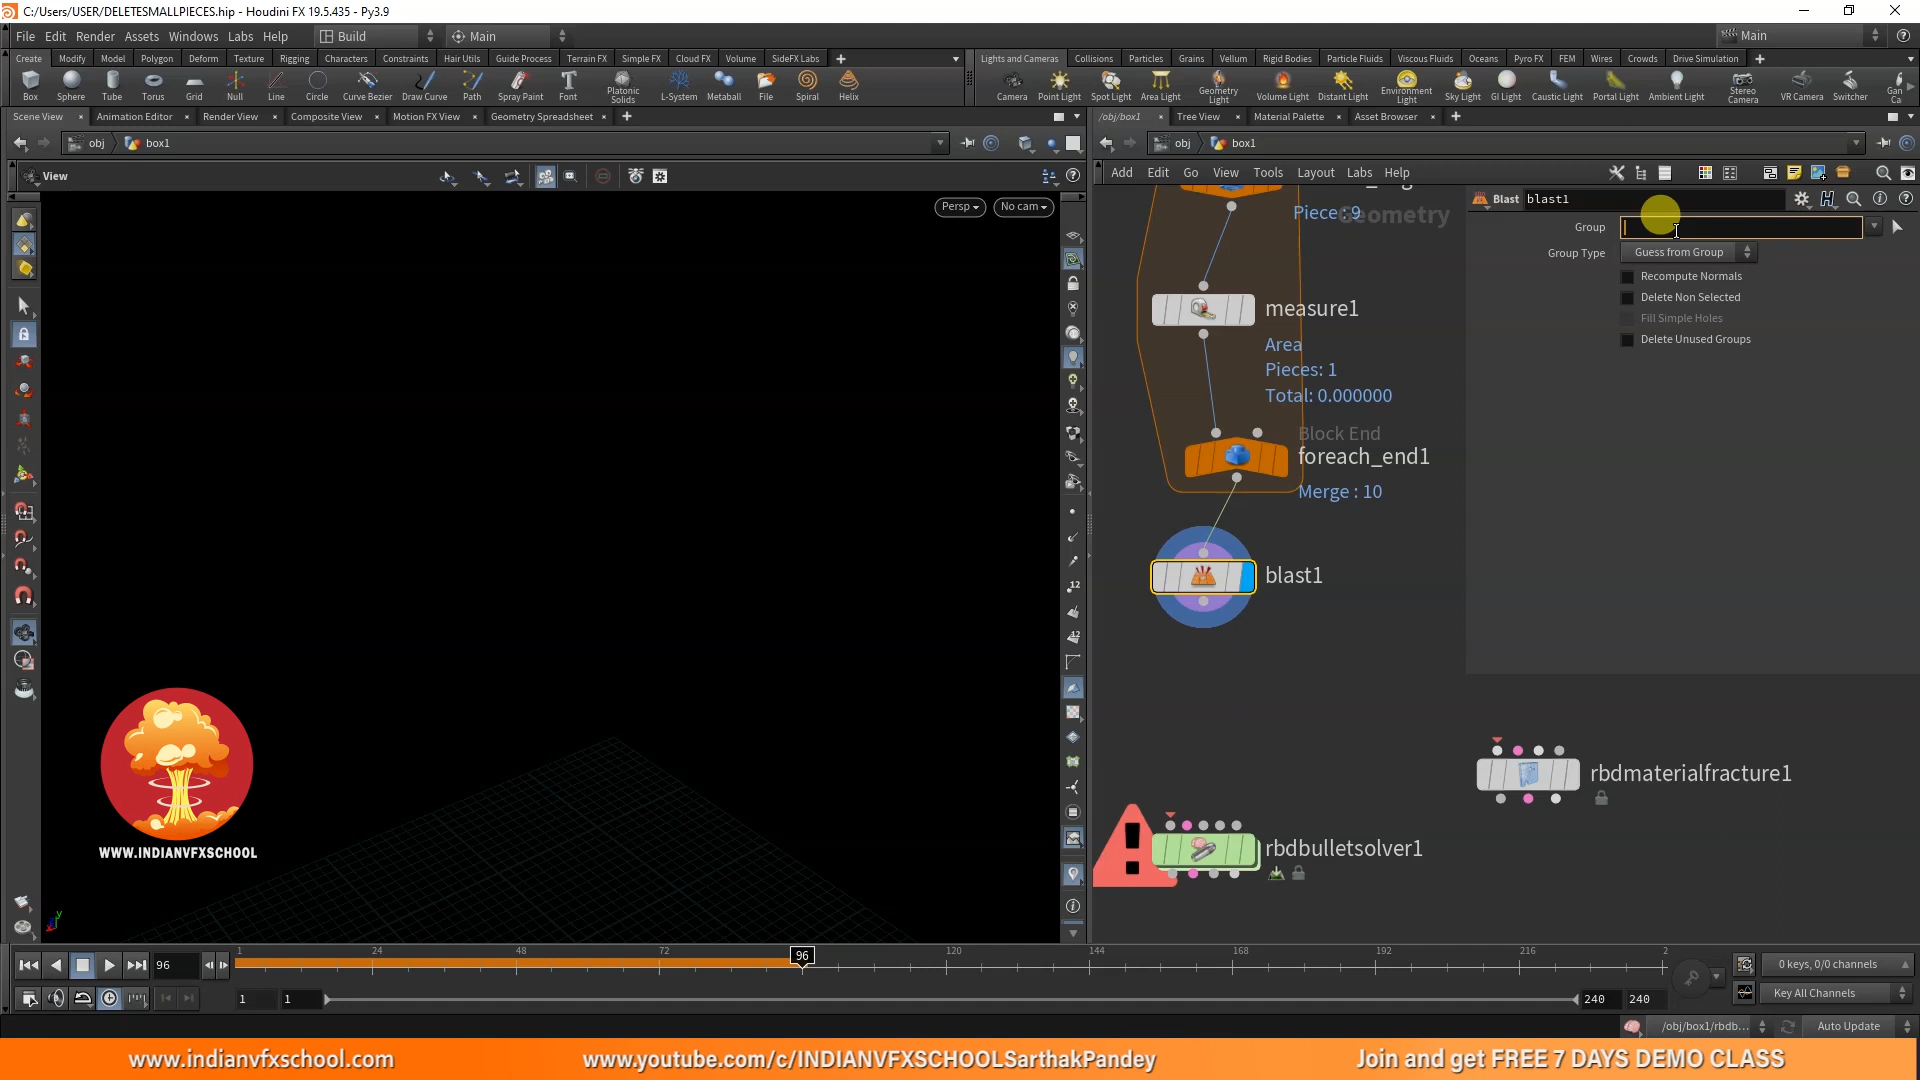 C:/Users/USER/DELETESMALLPIECES.hip - Houdini FX 19.5.435 - Py3.9
File Edit Render Assets Windows Labs Help Build Main Main
Create Modify Model Polygon Deform Texture Rigging Characters Constraints Hair Utils Guide Process Terrain FX Simple FX Cloud FX Volume SideFX Labs
Lights and Cameras Collisions Particles Grains Vellum Rigid Bodies Particle Fluids Viscous Fluids Oceans Pyro FX FEM Wires Crowds Drive Simulation
Box Sphere Tube Torus Grid Null Line Circle Curve Bezier Draw Curve Path Spray Paint Font Platonic Solids L-System Metaball File Spiral Helix
Camera Point Light Spot Light Area Light Geometry Light Volume Light Distant Light Environment Light Sky Light GI Light Caustic Light Portal Light Ambient Light Stereo Camera VR Camera Switcher Gan Ca
Scene View Animation Editor Render View Composite View Motion FX View Geometry Spreadsheet
/obj/box1 Tree View Material Palette Asset Browser
obj box1
obj box1
View
Add Edit Go View Tools Layout Labs Help
Persp No cam
Piece: 9
Geometry
measure1
Area
Pieces: 1
Total: 0.000000
Block End
foreach_end1
Merge : 10
blast1
Blast blast1
Group
Group Type Guess from Group
Recompute Normals
Delete Non Selected
Fill Simple Holes
Delete Unused Groups
rbdmaterialfracture1
rbdbulletsolver1
12
12
WWW.INDIANVFXSCHOOL
y
96
1 24 48 72 96 120 144 168 192 216 2
0 keys, 0/0 channels
1 1 240 240
Key All Channels
/obj/box1/rbdb... Auto Update
www.indianvfxschool.com www.youtube.com/c/INDIANVFXSCHOOLSarthakPandey Join and get FREE 7 DAYS DEMO CLASS